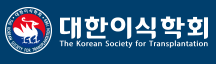 대한이식학회
The Korean Society for Transplantation